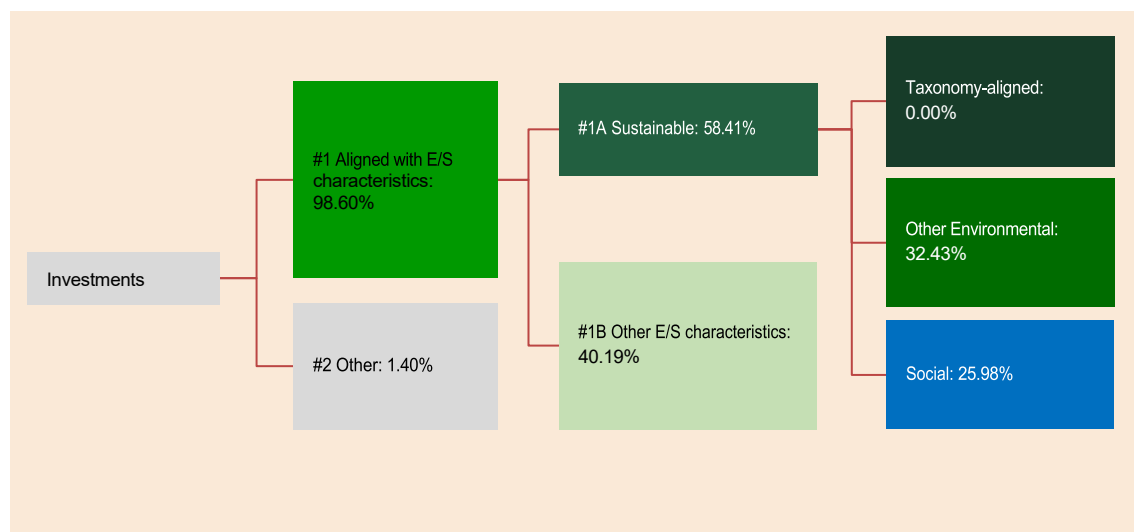 Investments
#1 Aligned with E/S
characteristics:
98.60%
#2 Other: 1.40%
#1A Sustainable: 58.41%
#1B Other E/S characteristics:
40.19%
Taxonomy-aligned:
0.00%
Other Environmental:
32.43%
Social: 25.98%